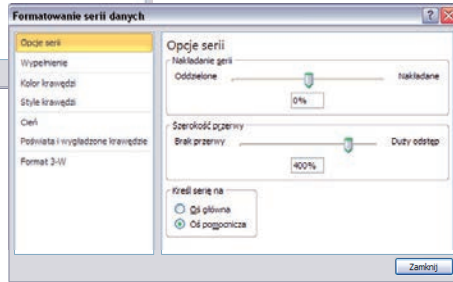 Formatowanie serii danych
Opcje serii
Wypełnienie
Kolor krawędzi
Style krawędzi
Cień
Poświata i wygładzone krawędzie
Format 3-W
Opcje serii
Nakładanie serii
Oddzielone
Nakładane
0%
Szerokość przerwy
Brak przerwy
Duży odstęp
400%
Kreśl serię na
Oś główna
Oś pomocnicza
Zamknij